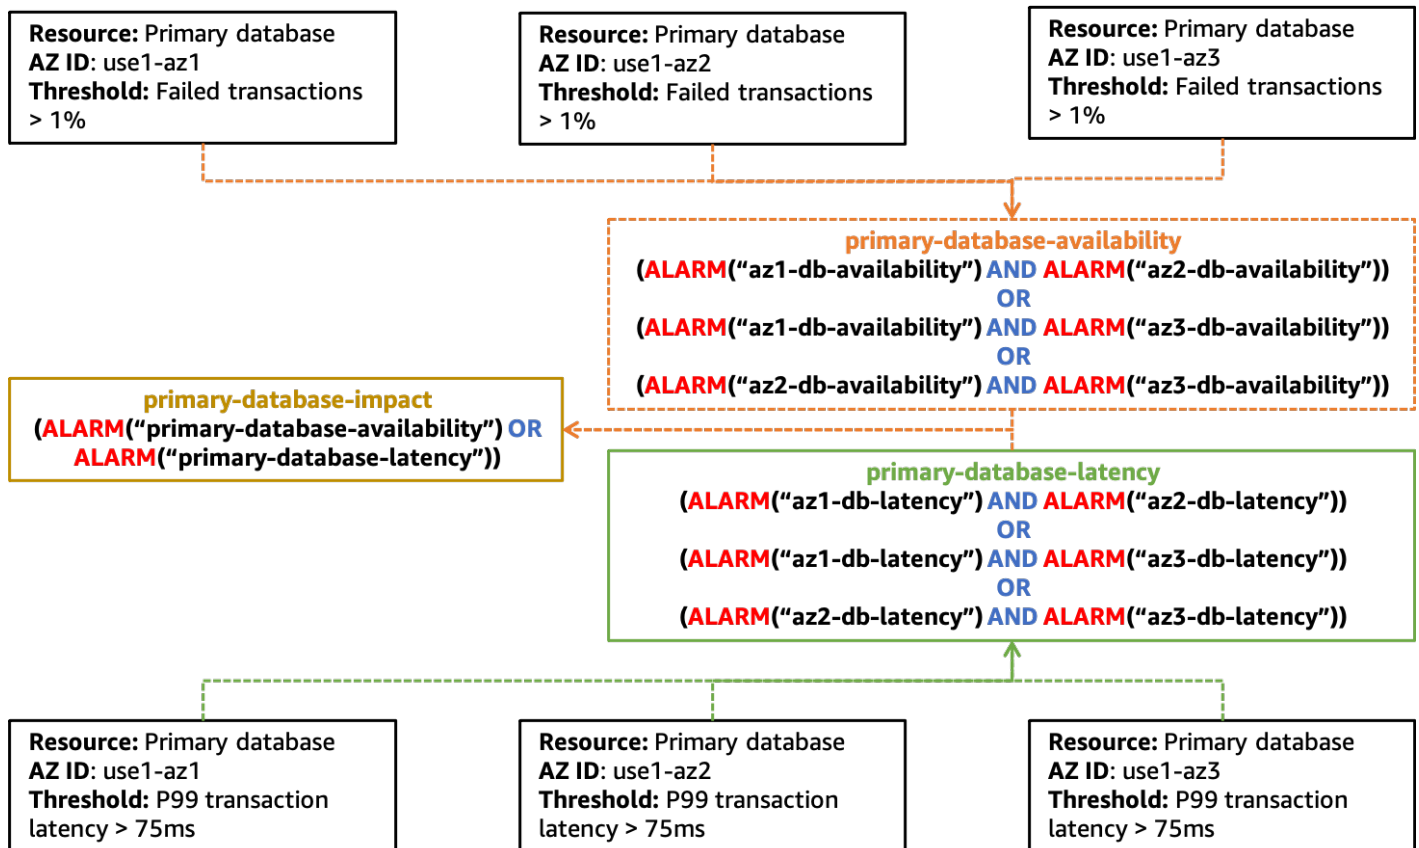 Resource: Primary database
AZ ID: use1-az1
Threshold: Failed transactions
> 1%
Resource: Primary database
AZ ID: use1-az2
Threshold: Failed transactions
> 1%
Resource: Primary database
AZ ID: use1-az3
Threshold: Failed transactions
> 1%
primary-database-availability
(ALARM(“az1-db-availability”) AND ALARM(“az2-db-availability”))
OR
(ALARM(“az1-db-availability”) AND ALARM(“az3-db-availability”))
OR
(ALARM(“az2-db-availability”) AND ALARM(“az3-db-availability”))
primary-database-impact
(ALARM(“primary-database-availability”) OR
ALARM(“primary-database-latency”))
primary-database-latency
(ALARM(“az1-db-latency”) AND ALARM(“az2-db-latency”))
OR
(ALARM(“az1-db-latency”) AND ALARM(“az3-db-latency”))
OR
(ALARM(“az2-db-latency”) AND ALARM(“az3-db-latency”))
Resource: Primary database
AZ ID: use1-az1
Threshold: P99 transaction
latency > 75ms
Resource: Primary database
AZ ID: use1-az2
Threshold: P99 transaction
latency > 75ms
Resource: Primary database
AZ ID: use1-az3
Threshold: P99 transaction
latency > 75ms